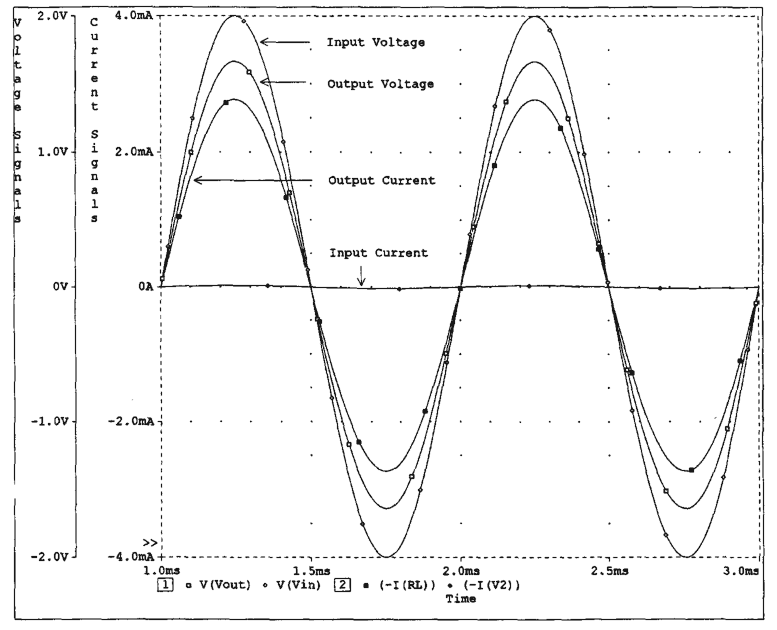 Voltage Signals
Current Signals
2.0V
4.0mA
Input Voltage
Output Voltage
1.0V
2.0mA
Output Current
Input Current
0V
0A
-1.0V
-2.0mA
>>
-2.0V
-4.0mA
1.0ms 1.5ms 2.0ms 2.5ms 3.0ms
1 V(Vout) V(Vin) 2 (-I(RL)) (-I(V2))
Time